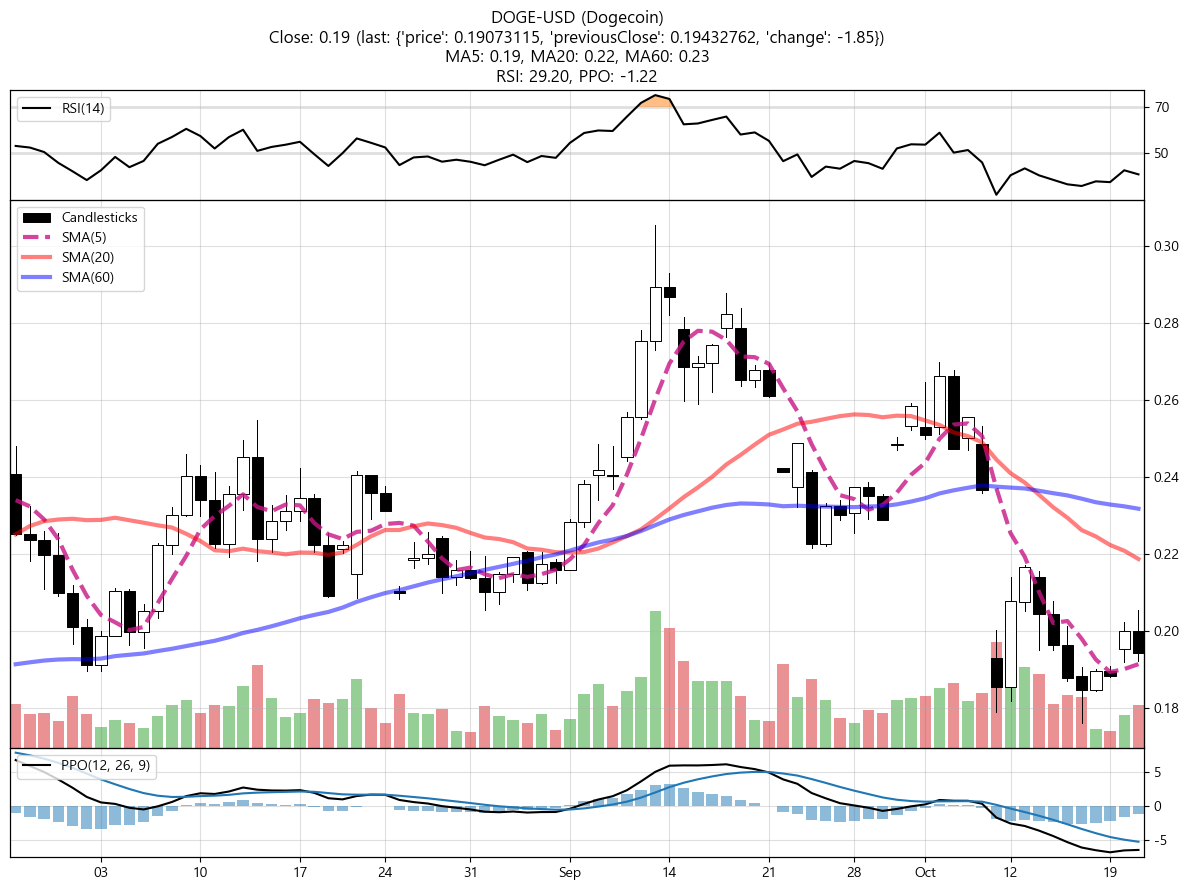 DOGE-USD (Dogecoin)
Close: 0.19 (last: {'price': 0.19073115, 'previousClose': 0.19432762, 'change': -1.85})
MA5: 0.19, MA20: 0.22, MA60: 0.23
RSI: 29.20, PPO: -1.22
RSI(14)
70
50
Candlesticks
SMA(5)
SMA(20)
SMA(60)
0.30
0.28
0.26
0.24
0.22
0.20
0.18
PPO(12, 26, 9)
5
0
-5
03 10 17 24 31 Sep 14 21 28 Oct 12 19